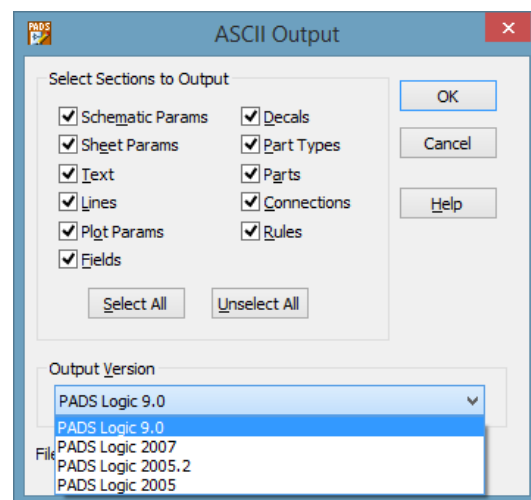 PADS
ASCII Output
Select Sections to Output
Schematic Params
Decals
Sheet Params
Part Types
Text
Parts
Lines
Connections
Plot Params
Rules
Fields
Select All
Unselect All
OK
Cancel
Help
Output Version
PADS Logic 9.0
PADS Logic 9.0
PADS Logic 2007
PADS Logic 2005.2
PADS Logic 2005